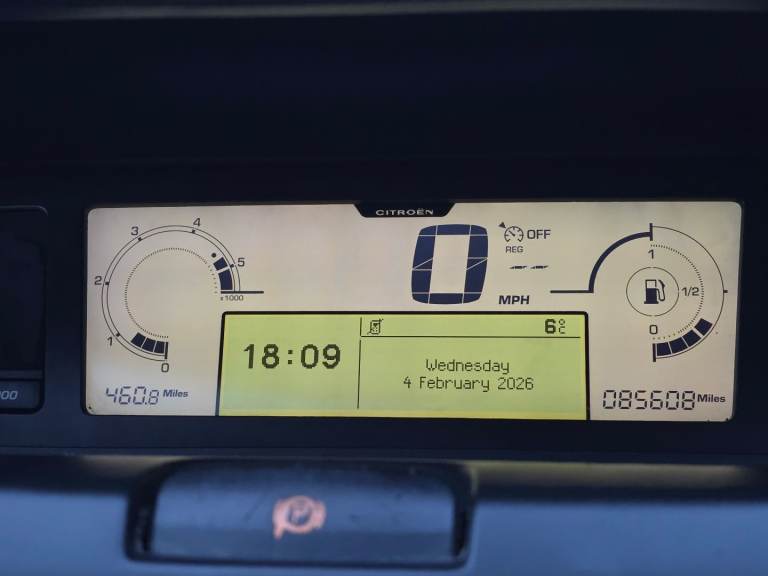 CITROËN
4
3
5
2
x1000
1
0
OFF
REG
-- --
0
MPH
1
1/2
0
6°C
18:09
Wednesday
4 February 2026
460.8 Miles
085608 Miles
000
P